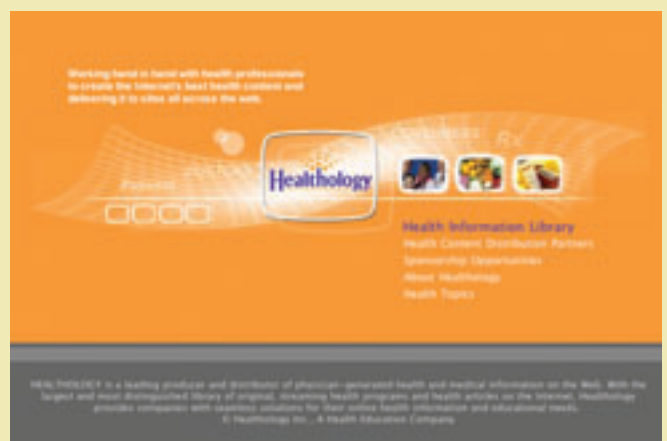 Working hand in hand with health professionals
to create the Internet's best health content and
delivering it to sites all across the web.
Rx
Patient
Healthology
Health Information Library
Health Content Distribution Partners
Sponsorship Opportunities
About Healthology
Health Topics
HEALTHOLOGY is a leading producer and distributor of physician-generated health and medical information on the Web. With the
largest and most distinguished library of original, streaming health programs and health articles on the Internet, Healthology
provides companies with seamless solutions for their online health information and educational needs.
© Healthology Inc., A Health Education Company